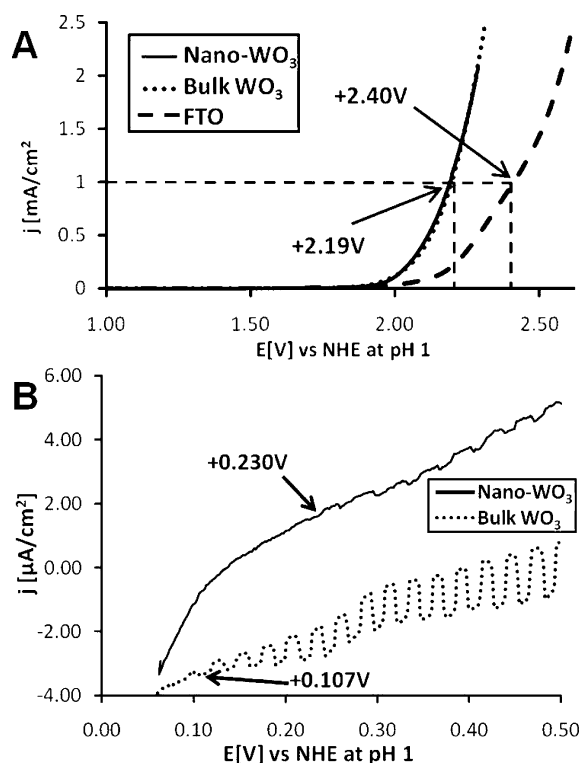 A
Nano-WO3
Bulk WO3
FTO
+2.40V
+2.19V
j [mA/cm2]
2.5
2
1.5
1
0.5
0
1.00 1.50 2.00 2.50
E[V] vs NHE at pH 1
B
6.00
4.00
2.00
0.00
-2.00
-4.00
j [µA/cm2]
+0.230V
Nano-WO3
Bulk WO3
+0.107V
0.00 0.10 0.20 0.30 0.40 0.50
E[V] vs NHE at pH 1